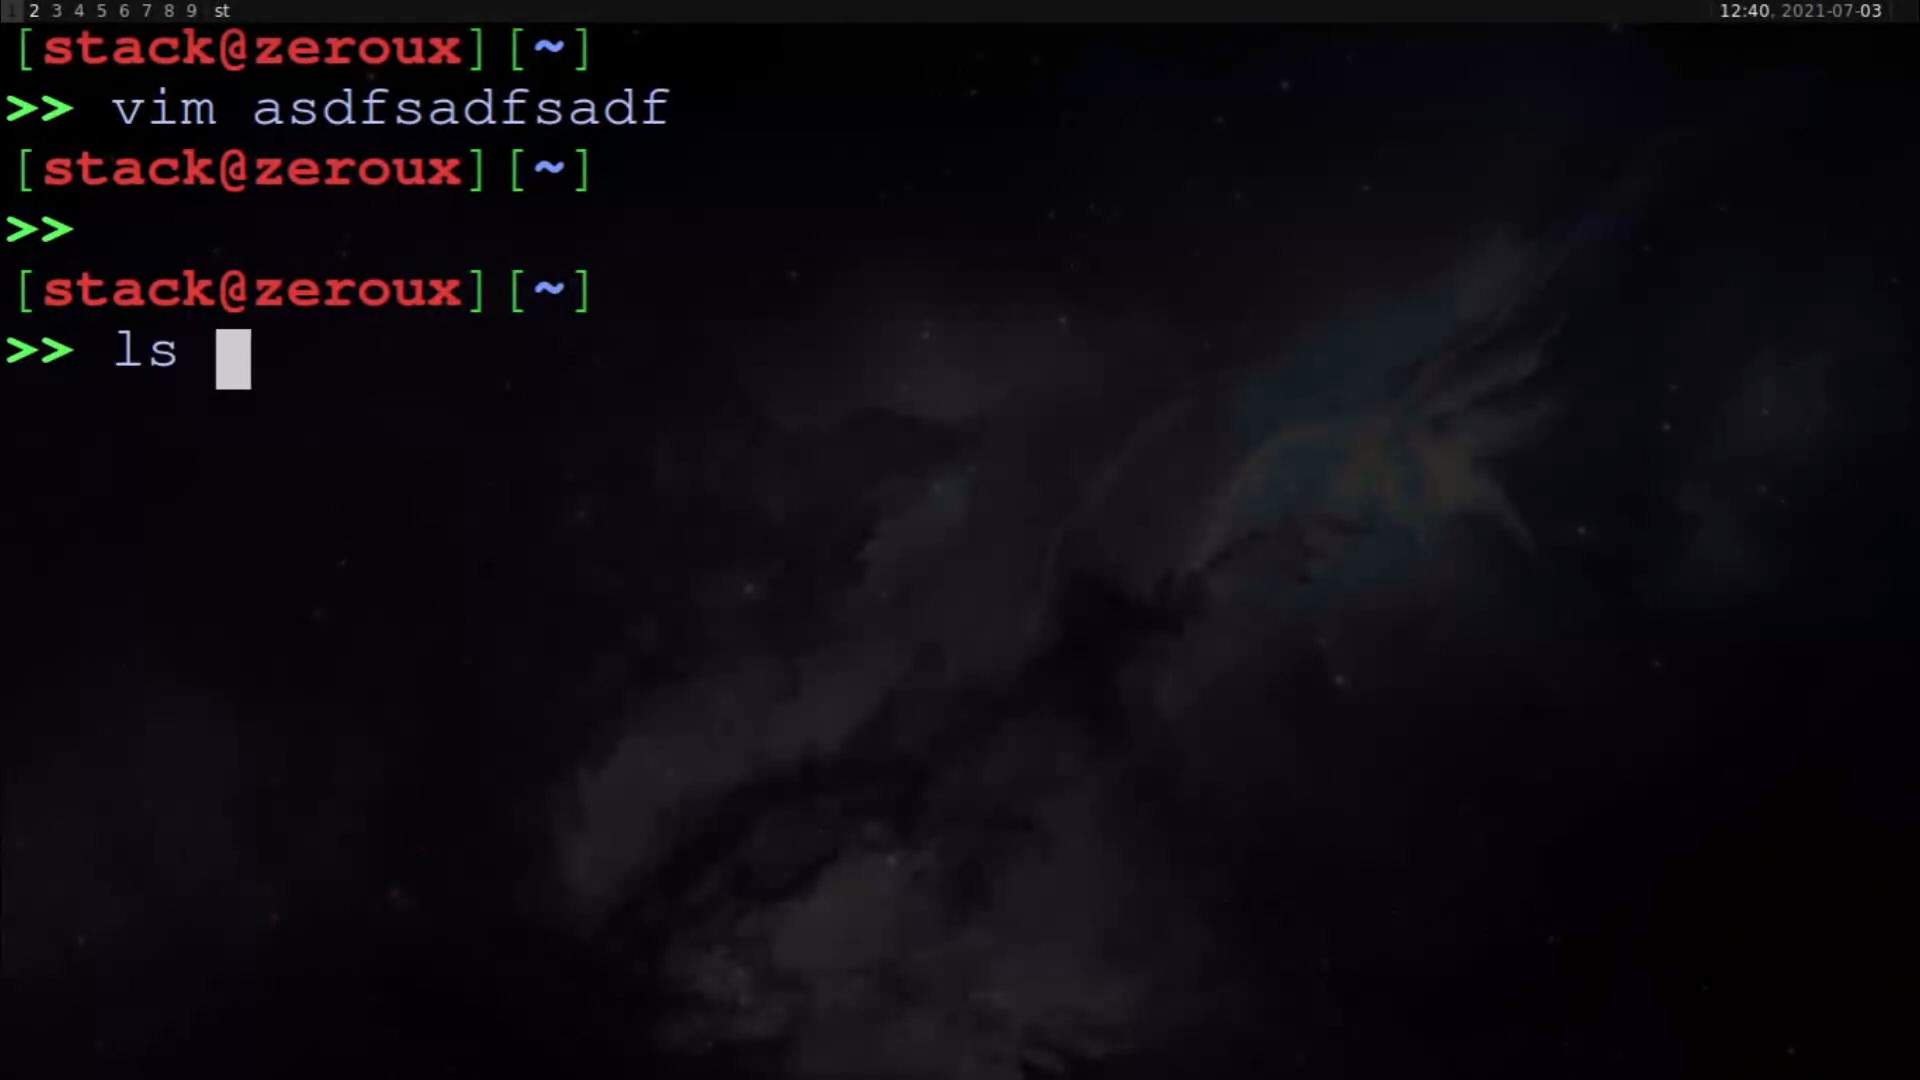 1 2 3 4 5 6 7 8 9 st 12:40, 2021-07-03
[stack@zeroux][~]
>> vim asdfsadfsadf
[stack@zeroux][~]
>>
[stack@zeroux][~]
>> ls